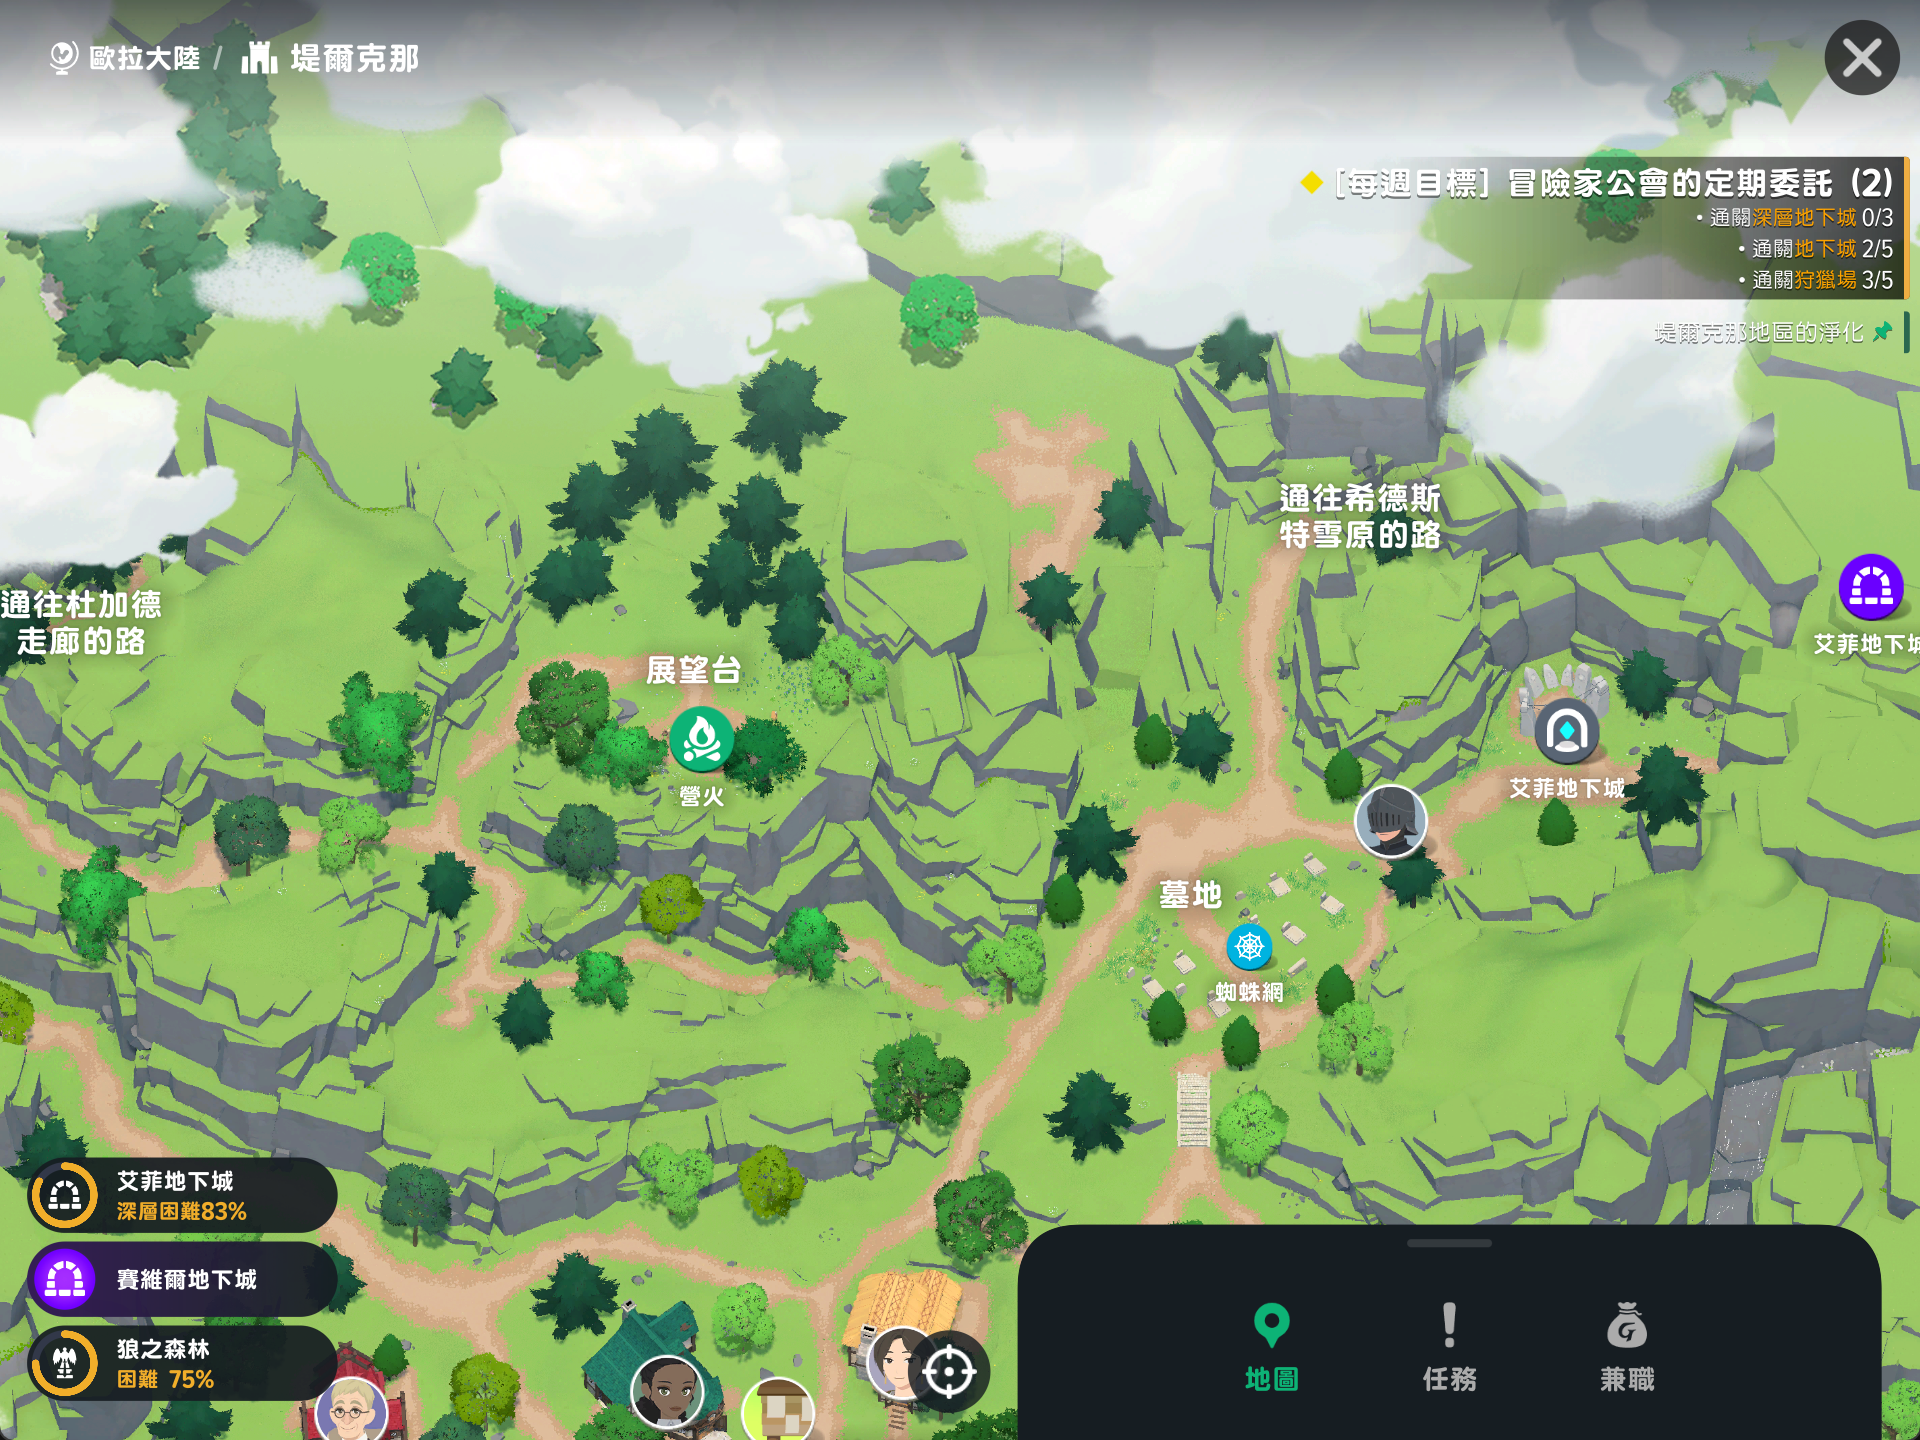 歐拉大陸 / 堤爾克那
[每週目標] 冒險家公會的定期委託 (2)
• 通關深層地下城 0/3
• 通關地下城 2/5
• 通關狩獵場 3/5
堤爾克那地區的淨化
通往希德斯
特雪原的路
通往杜加德
走廊的路
艾菲地下城
展望台
營火
艾菲地下城
墓地
蜘蛛網
艾菲地下城
深層困難83%
賽維爾地下城
狼之森林
困難 75%
地圖
任務
兼職